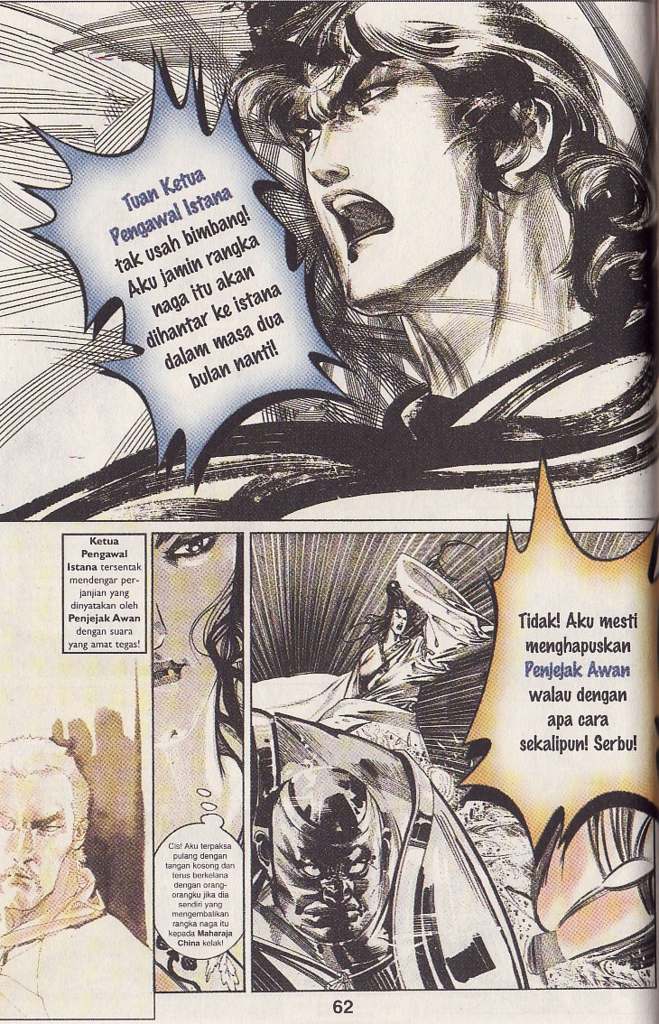 Tuan Ketua
Pengawal Istana
tak usah bimbang!
Aku jamin rangka
naga itu akan
dihantar ke istana
dalam masa dua
bulan nanti!
Ketua
Pengawal
Istana tersentak
mendengar per-
janjian yang
dinyatakan oleh
Penjejak Awan
dengan suara
yang amat tegas!
Cis! Aku terpaksa
pulang dengan
tangan kosong dan
terus berkelana
dengan orang-
orangku jika dia
sendiri yang
mengembalikan
rangka naga itu
kepada Maharaja
China kelak!
Tidak! Aku mesti
menghapuskan
Penjejak Awan
walau dengan
apa cara
sekalipun! Serbu!
62